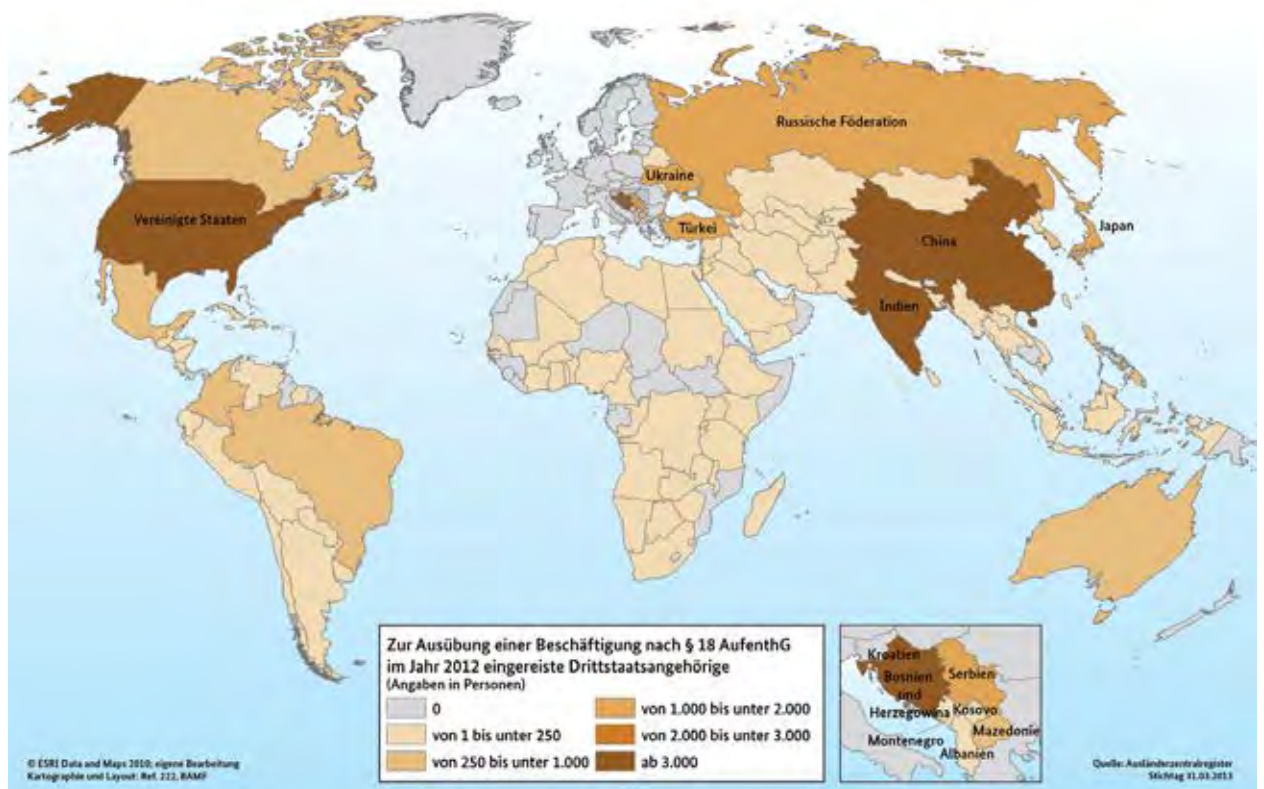 Russische Föderation
Ukraine
Vereinigte Staaten
Türkei
Japan
China
Indien
Zur Ausübung einer Beschäftigung nach § 18 AufenthG
im Jahr 2012 eingereiste Drittstaatsangehörige
(Angaben in Personen)
0
von 1 bis unter 250
von 250 bis unter 1.000
von 1.000 bis unter 2.000
von 2.000 bis unter 3.000
ab 3.000
Kroatien
Bosnien
und
Herzegowina
Serbien
Kosovo
Mazedonie
Montenegro
Albanien
© ESRI Data and Maps 2010; eigene Bearbeitung
Kartographie und Layout: Ref. 222, BAMF
Quelle: Ausländerzentralregister
Stichtag 31.03.2013